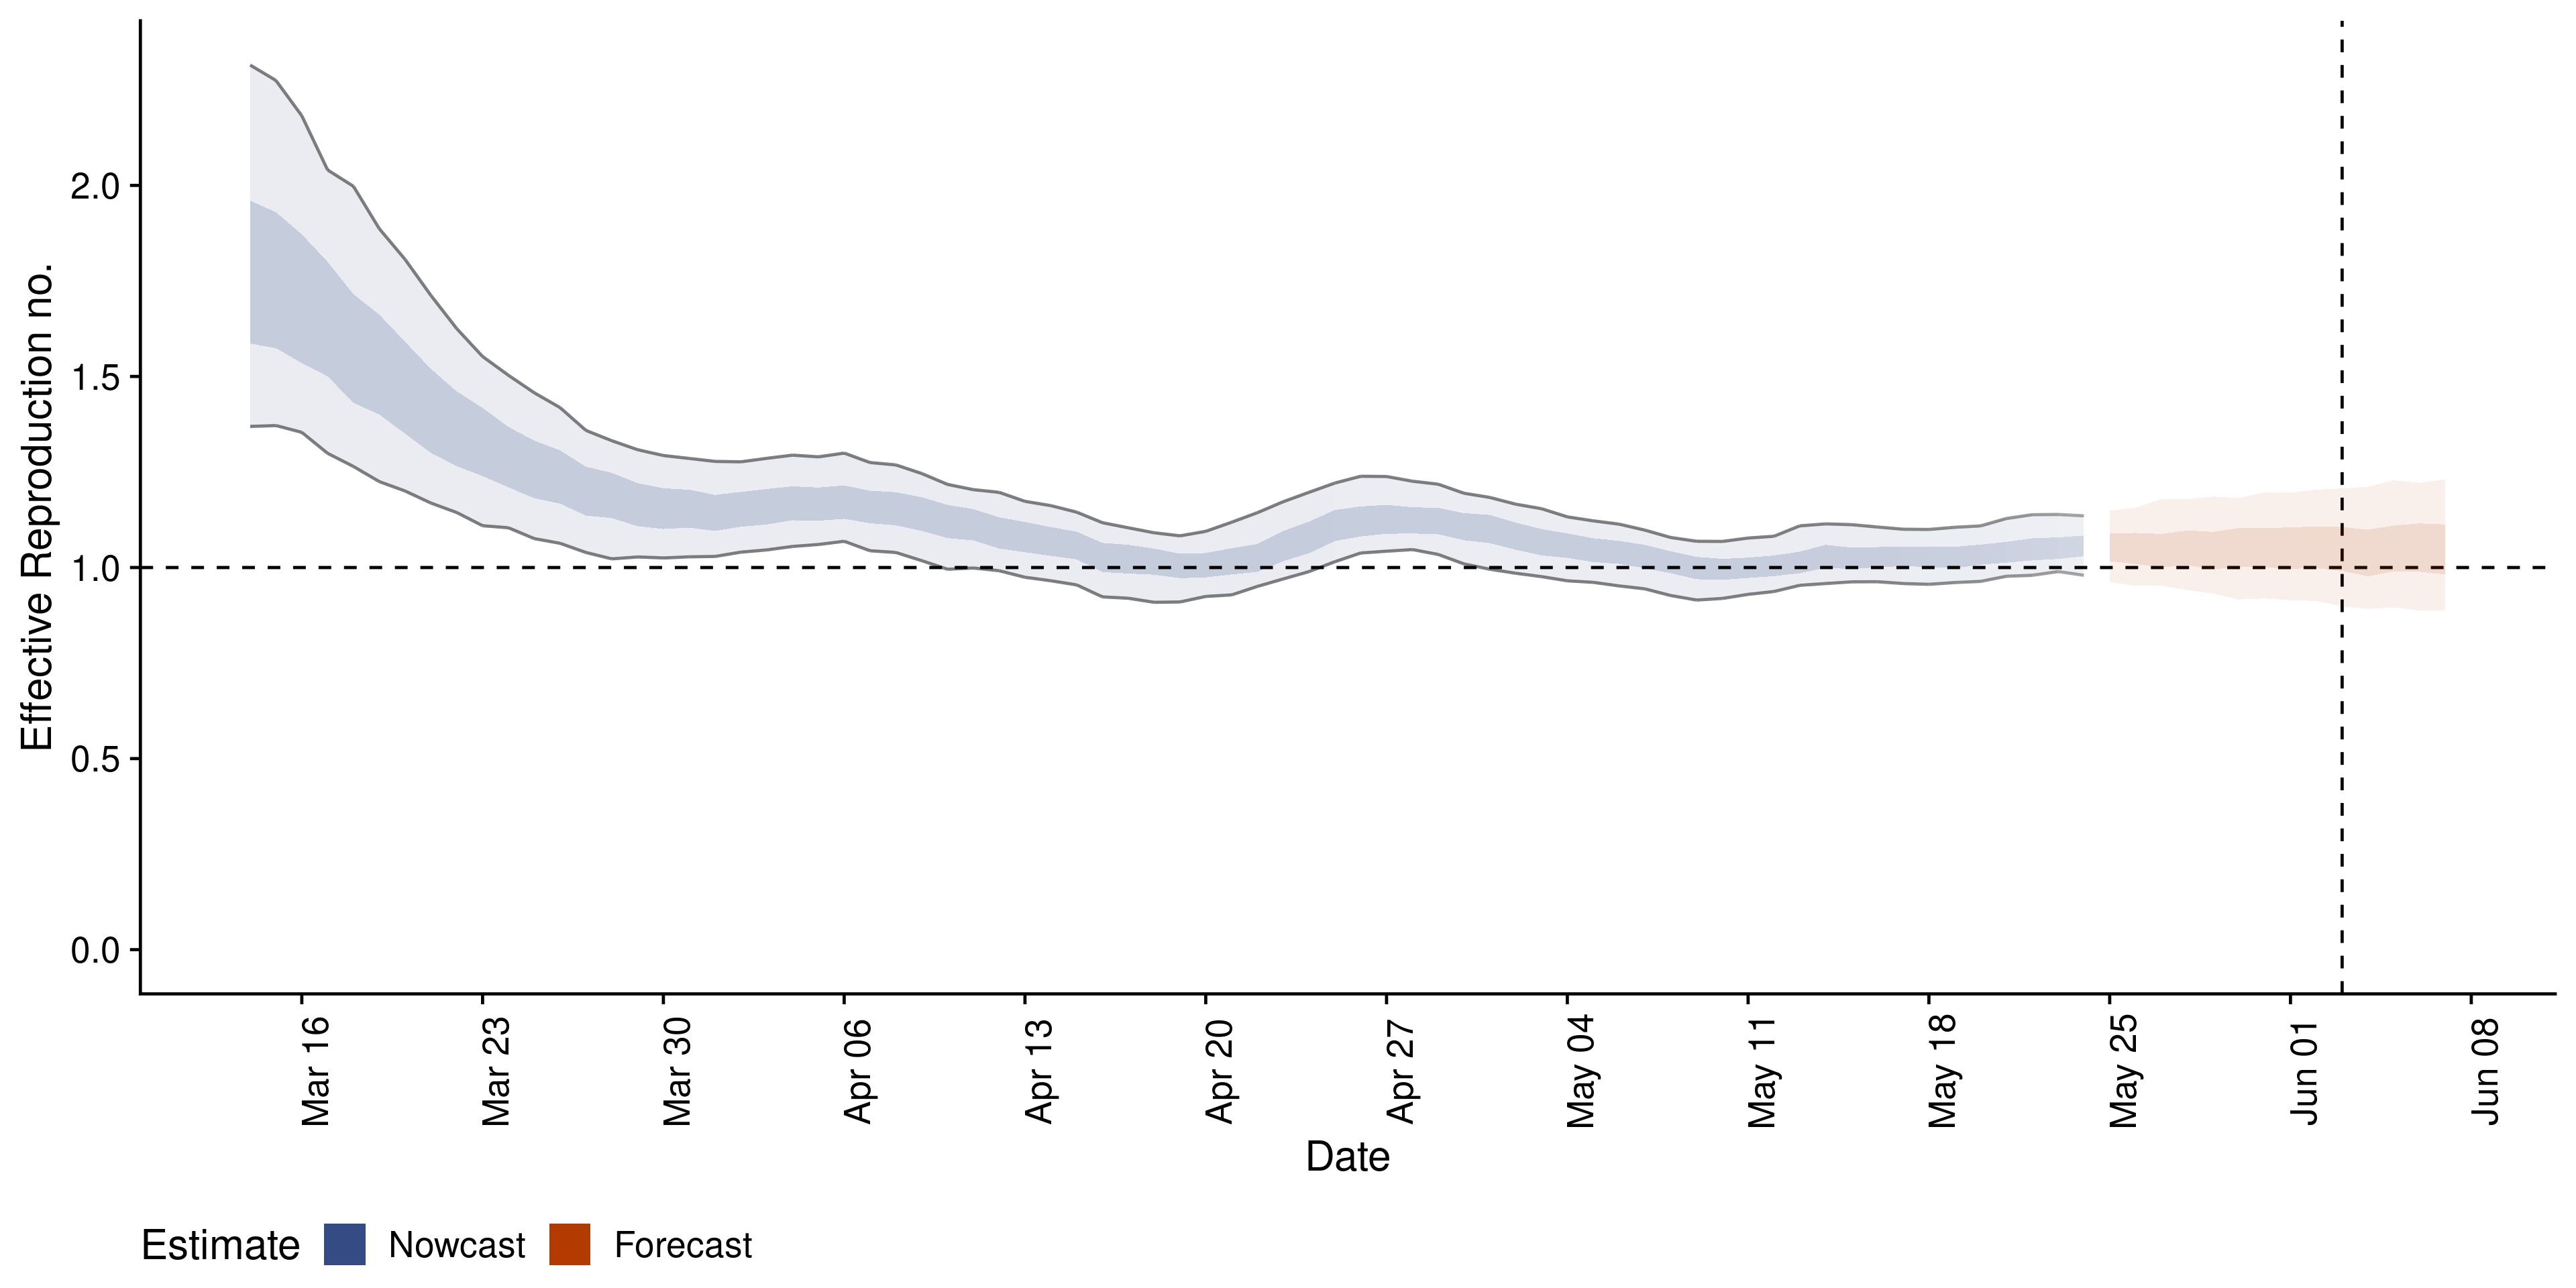 Effective Reproduction no.
2.0
1.5
1.0
0.5
0.0
Mar 16
Mar 23
Mar 30
Apr 06
Apr 13
Apr 20
Apr 27
May 04
May 11
May 18
May 25
Jun 01
Jun 08
Date
Estimate Nowcast Forecast